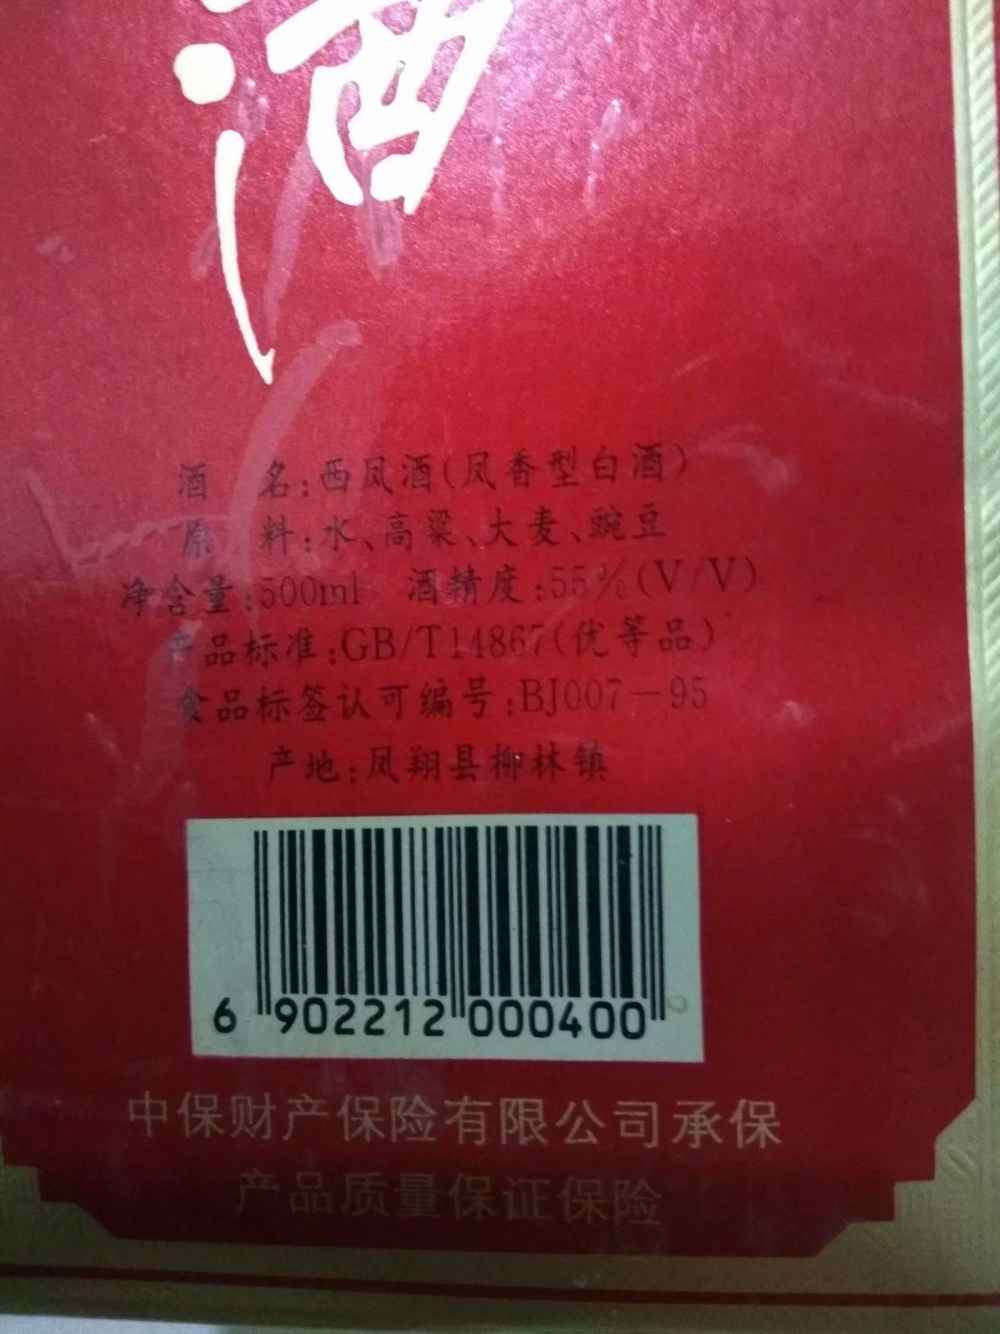 酒
酒 名:西凤酒(凤香型白酒)
原 料:水、高粱、大麦、豌豆
净含量:500ml 酒精度:55%(V/V)
产品标准:GB/T14867(优等品)
食品标签认可编号:BJ007-95
产地:凤翔县柳林镇
6 902212 000400
中保财产保险有限公司承保
产品质量保证保险